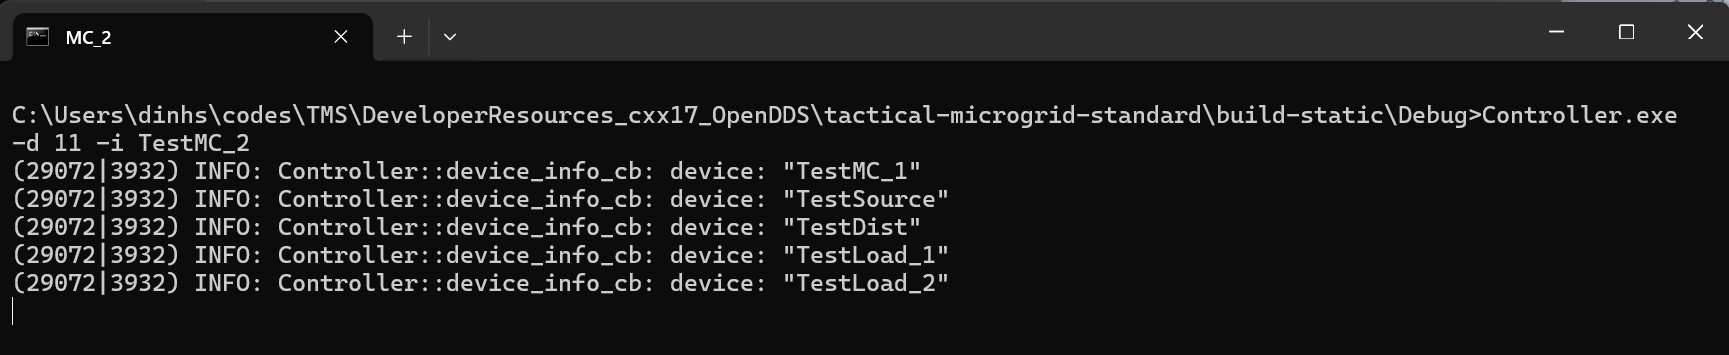 MC_2
C:\Users\dinhs\codes\TMS\DeveloperResources_cxx17_OpenDDS\tactical-microgrid-standard\build-static\Debug>Controller.exe
-d 11 -i TestMC_2
(29072|3932) INFO: Controller::device_info_cb: device: "TestMC_1"
(29072|3932) INFO: Controller::device_info_cb: device: "TestSource"
(29072|3932) INFO: Controller::device_info_cb: device: "TestDist"
(29072|3932) INFO: Controller::device_info_cb: device: "TestLoad_1"
(29072|3932) INFO: Controller::device_info_cb: device: "TestLoad_2"